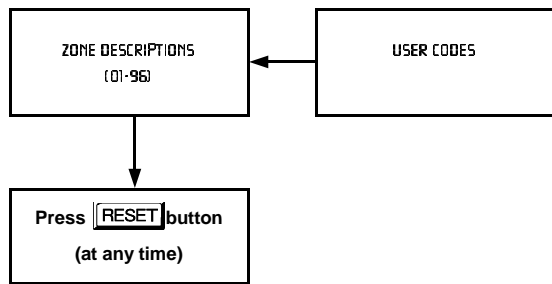 ZONE DESCRIPTIONS
(01-96)
USER CODES
Press RESET button
(at any time)